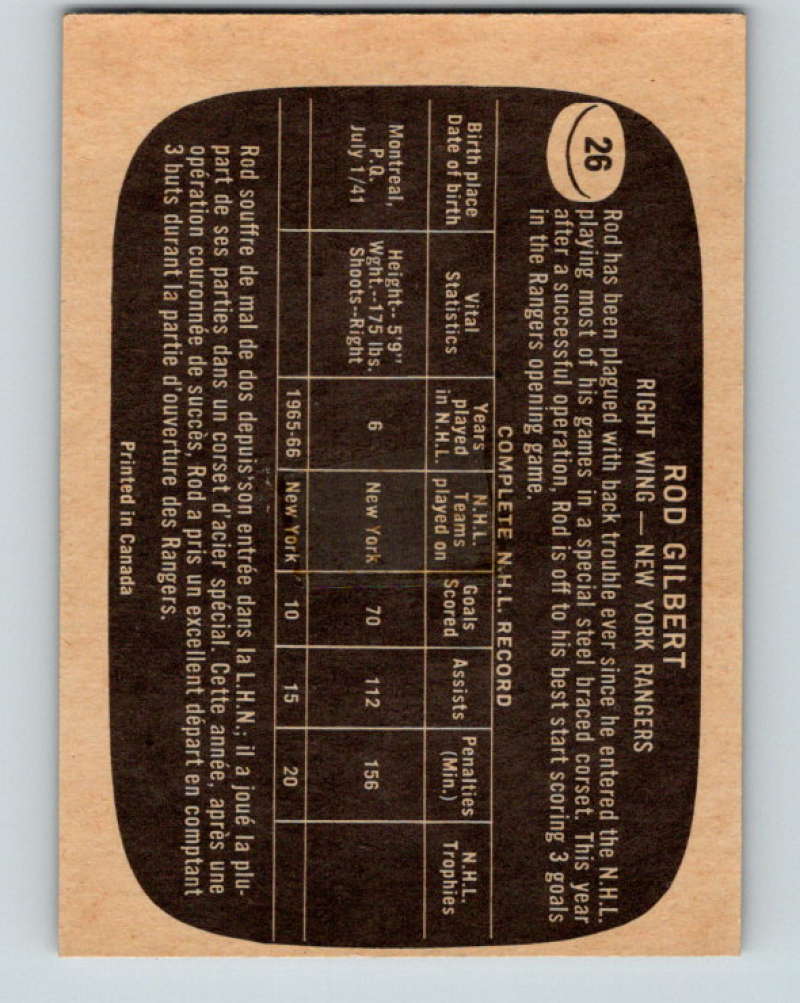 26
ROD GILBERT
RIGHT WING — NEW YORK RANGERS
Rod has been plagued with back trouble ever since he entered the N.H.L.
playing most of his games in a special steel braced corset. This year
after a successful operation, Rod is off to his best start scoring 3 goals
in the Rangers opening game.
COMPLETE N.H.L. RECORD
Birth place
Date of birth
Vital
Statistics
Years
played
in N.H.L.
N.H.L.
Teams
played on
Goals
Scored
Assists
Penalties
(Min.)
N.H.L.
Trophies
Montreal,
P.Q.
July 1/41
Height-- 5'9"
Wght.--175 lbs.
Shoots--Right
6
New York
70
112
156
1965-66
New York
10
15
20
Rod souffre de mal de dos depuis'son entrée dans la L.H.N.; il a joué la plu-
part de ses parties dans un corset d'acier spécial. Cette année, après une
opération couronnée de succès, Rod a pris un excellent départ en comptant
3 buts durant la partie d'ouverture des Rangers.
Printed in Canada